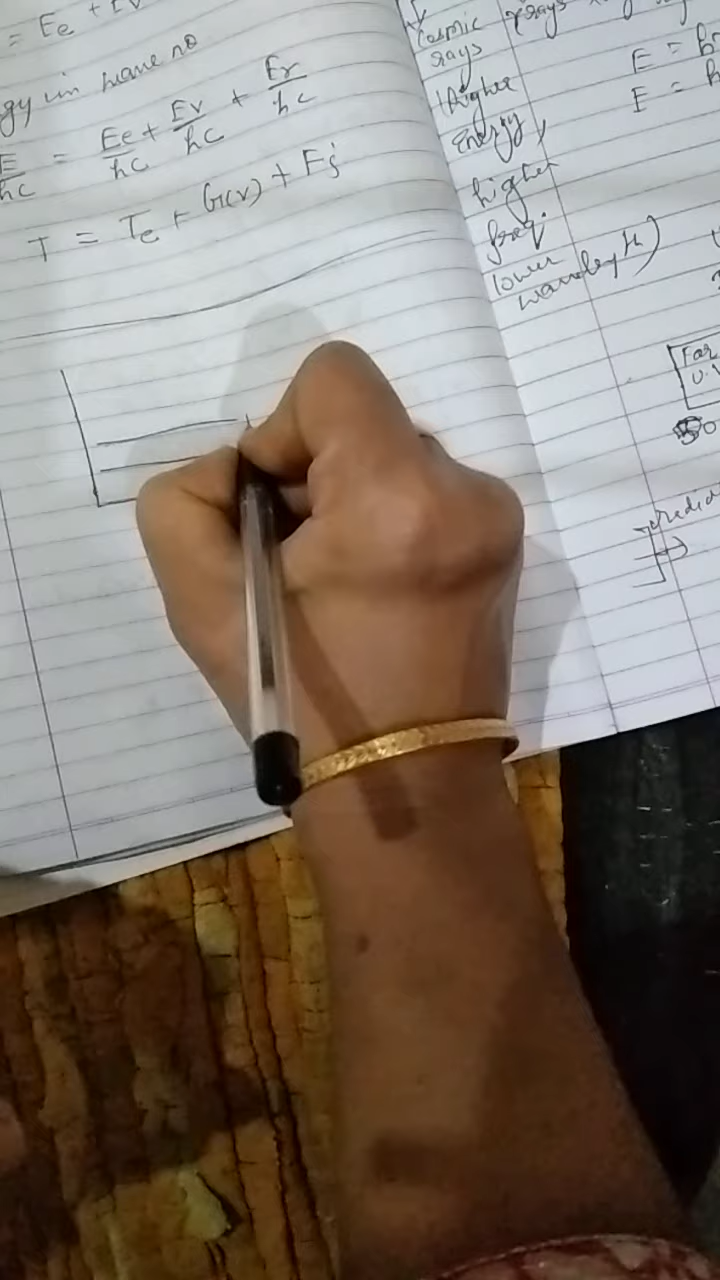 = Ee + Ev
gy in wave no
E/hc = Ee/hc + Ev/hc + Er/hc
T = Te + G(v) + Fj
Cosmic rays
rays
(higher
energy,
higher
freq.
lower
wavelength)
E = h
E =
Far
U.V